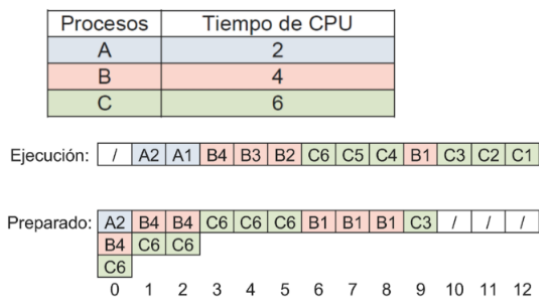 Procesos Tiempo de CPU
A 2
B 4
C 6
Ejecución: / A2 A1 B4 B3 B2 C6 C5 C4 B1 C3 C2 C1
Preparado: A2 B4 B4 C6 C6 C6 B1 B1 B1 C3 / / /
B4 C6 C6
C6
0 1 2 3 4 5 6 7 8 9 10 11 12